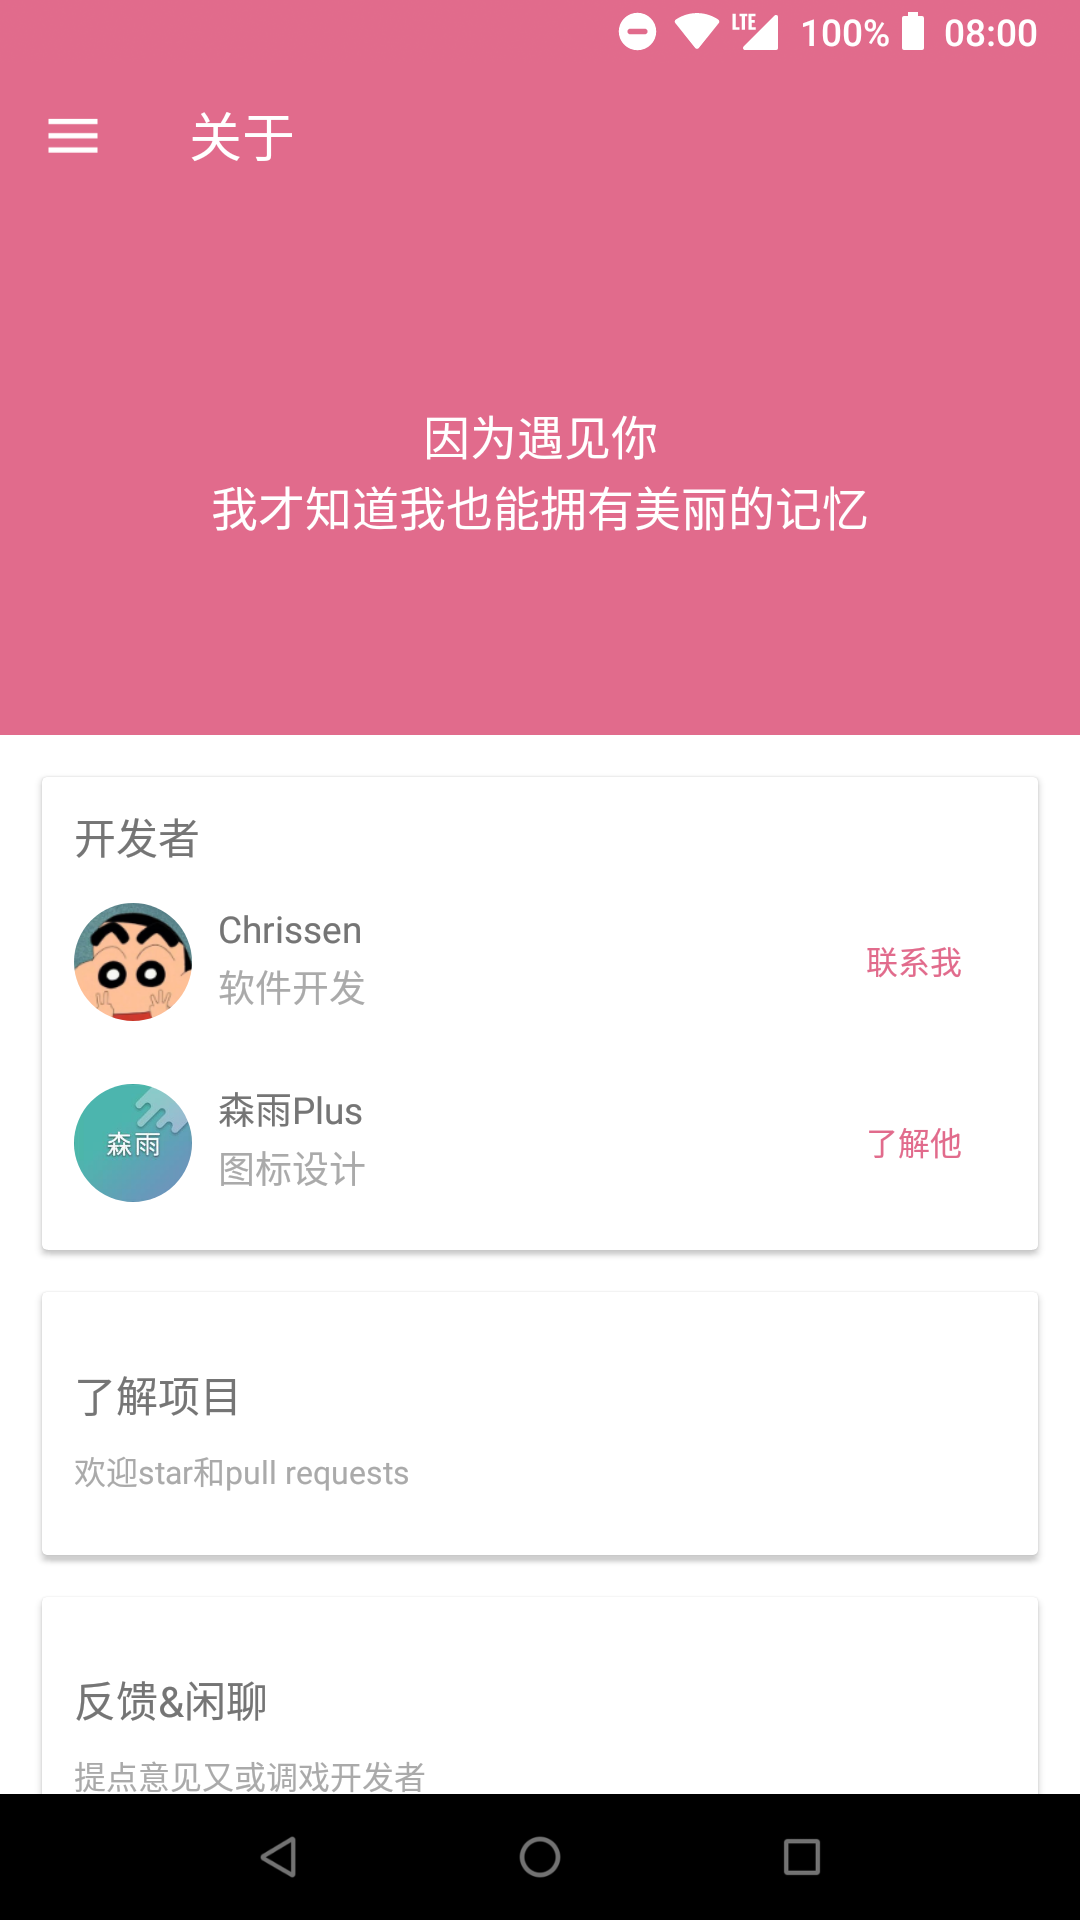 LTE 100% 08:00
关于
因为遇见你
我才知道我也能拥有美丽的记忆
开发者
Chrissen
软件开发
联系我
森雨
森雨Plus
图标设计
了解他
了解项目
欢迎star和pull requests
反馈&闲聊
提点意见又或调戏开发者